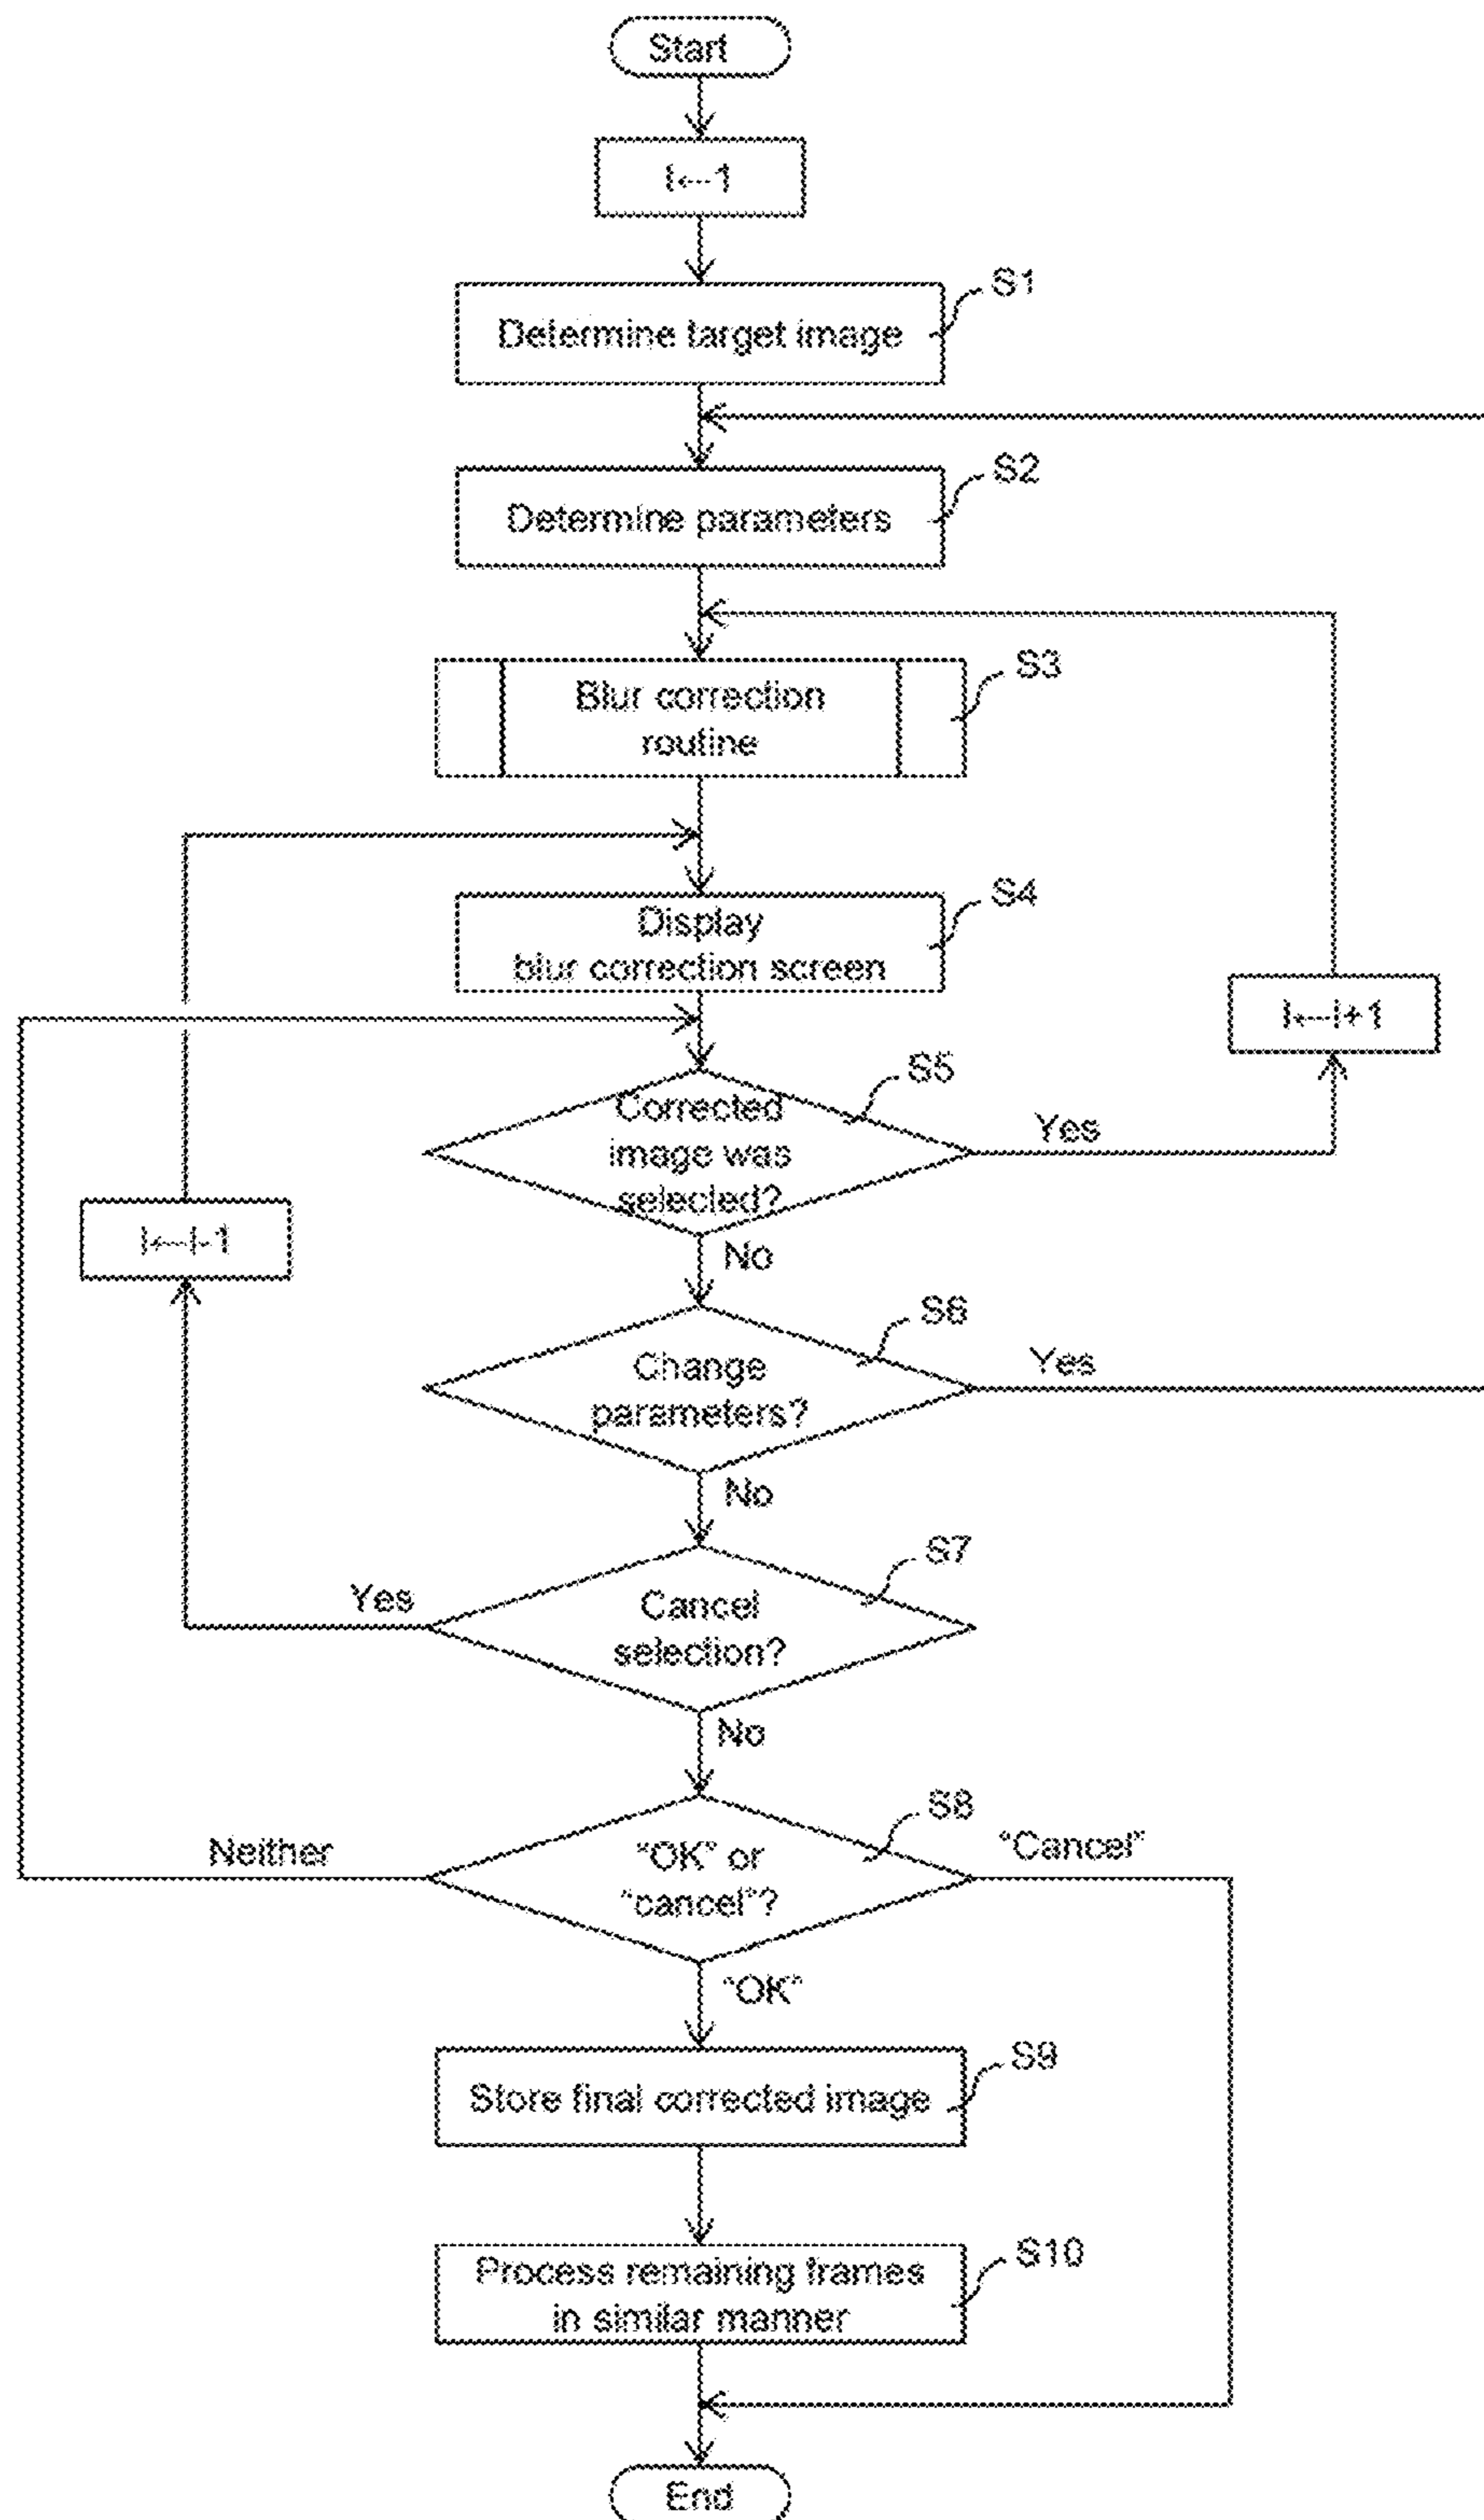 Start
I←1
S1
Determine target image
S2
Determine parameters
S3
Blur correction
routine
S4
Display
blur correction screen
I←I+1
S5
Corrected
image was
selected?
Yes
I←I-1
No
S6
Change
parameters?
Yes
No
S7
Cancel
selection?
Yes
No
S8
"OK" or
"cancel"?
Neither
"Cancel"
"OK"
S9
Store final corrected image
S10
Process remaining frames
in similar manner
End